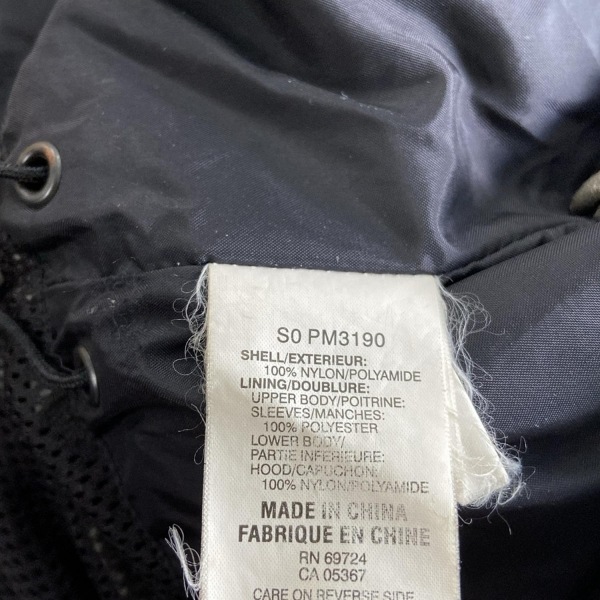 S0 PM3190
SHELL/EXTERIEUR:
100% NYLON/POLYAMIDE
LINING/DOUBLURE:
UPPER BODY/POITRINE:
SLEEVES/MANCHES:
100% POLYESTER
LOWER BODY/
PARTIE INFERIEURE:
HOOD/CAPUCHON:
100% NYLON/POLYAMIDE
MADE IN CHINA
FABRIQUE EN CHINE
RN 69724
CA 05367
CARE ON REVERSE SIDE